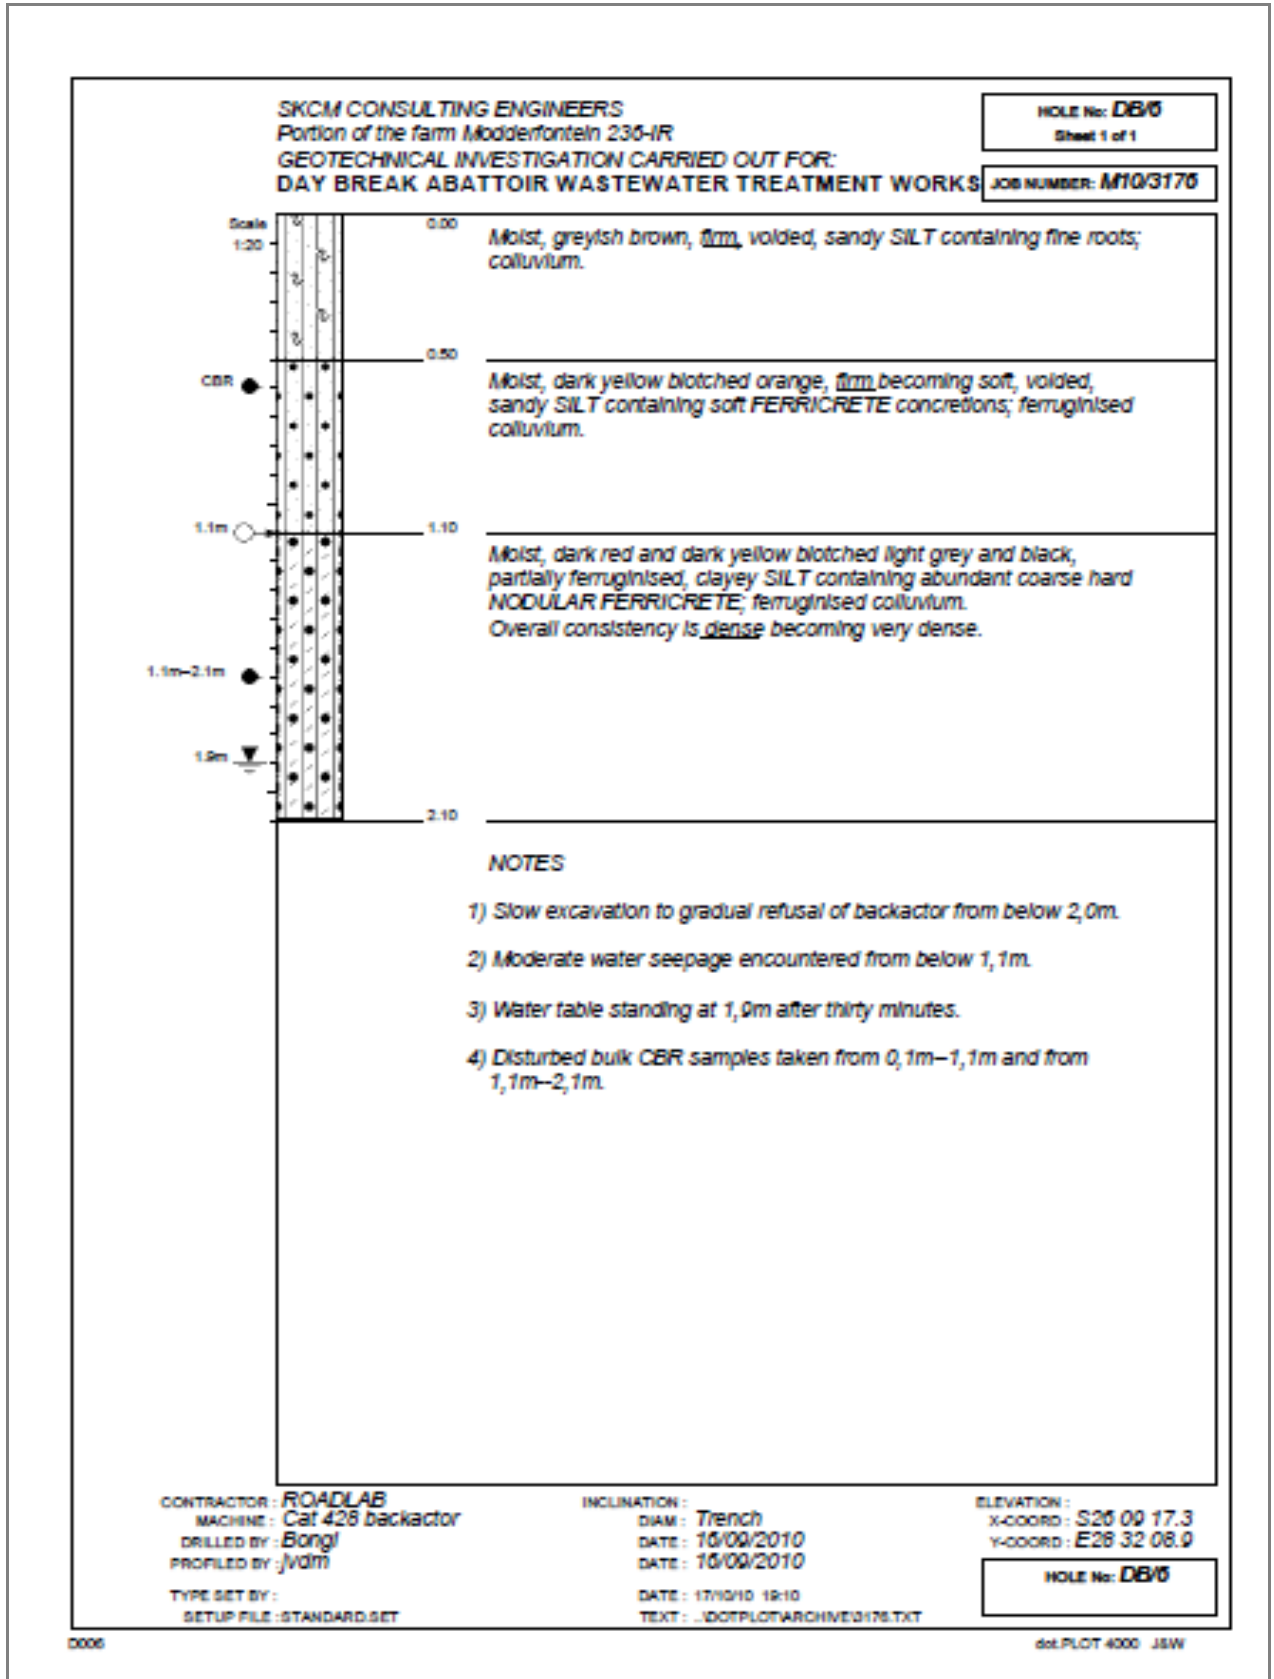 SKCM CONSULTING ENGINEERS
Portion of the farm Modderfontein 236-IR
GEOTECHNICAL INVESTIGATION CARRIED OUT FOR:
DAY BREAK ABATTOIR WASTEWATER TREATMENT WORKS
HOLE No: DB/6
Sheet 1 of 1
JOB NUMBER: M10/3176
Scale
1:20
0.00
Moist, greyish brown, firm, voided, sandy SILT containing fine roots;
colluvium.
0.50
CBR
Moist, dark yellow blotched orange, firm becoming soft, voided,
sandy SILT containing soft FERRICRETE concretions; ferruginised
colluvium.
1.1m
1.10
Moist, dark red and dark yellow blotched light grey and black,
partially ferruginised, clayey SILT containing abundant coarse hard
NODULAR FERRICRETE; ferruginised colluvium.
Overall consistency is dense becoming very dense.
1.1m--2.1m
1.9m
2.10
NOTES
1) Slow excavation to gradual refusal of backactor from below 2,0m.
2) Moderate water seepage encountered from below 1,1m.
3) Water table standing at 1,9m after thirty minutes.
4) Disturbed bulk CBR samples taken from 0,1m--1,1m and from
1,1m--2,1m.
CONTRACTOR : ROADLAB
MACHINE : Cat 428 backactor
DRILLED BY : Bongi
PROFILED BY : jvdm
TYPE SET BY :
SETUP FILE : STANDARD.SET
INCLINATION :
DIAM : Trench
DATE : 16/09/2010
DATE : 16/09/2010
DATE : 17/10/10 19:10
TEXT : ..\DOTPLOT\ARCHIVE\3176.TXT
ELEVATION :
X-COORD : S26 09 17.3
Y-COORD : E28 32 08.9
HOLE No: DB/6
D006
dot.PLOT 4000 J&W